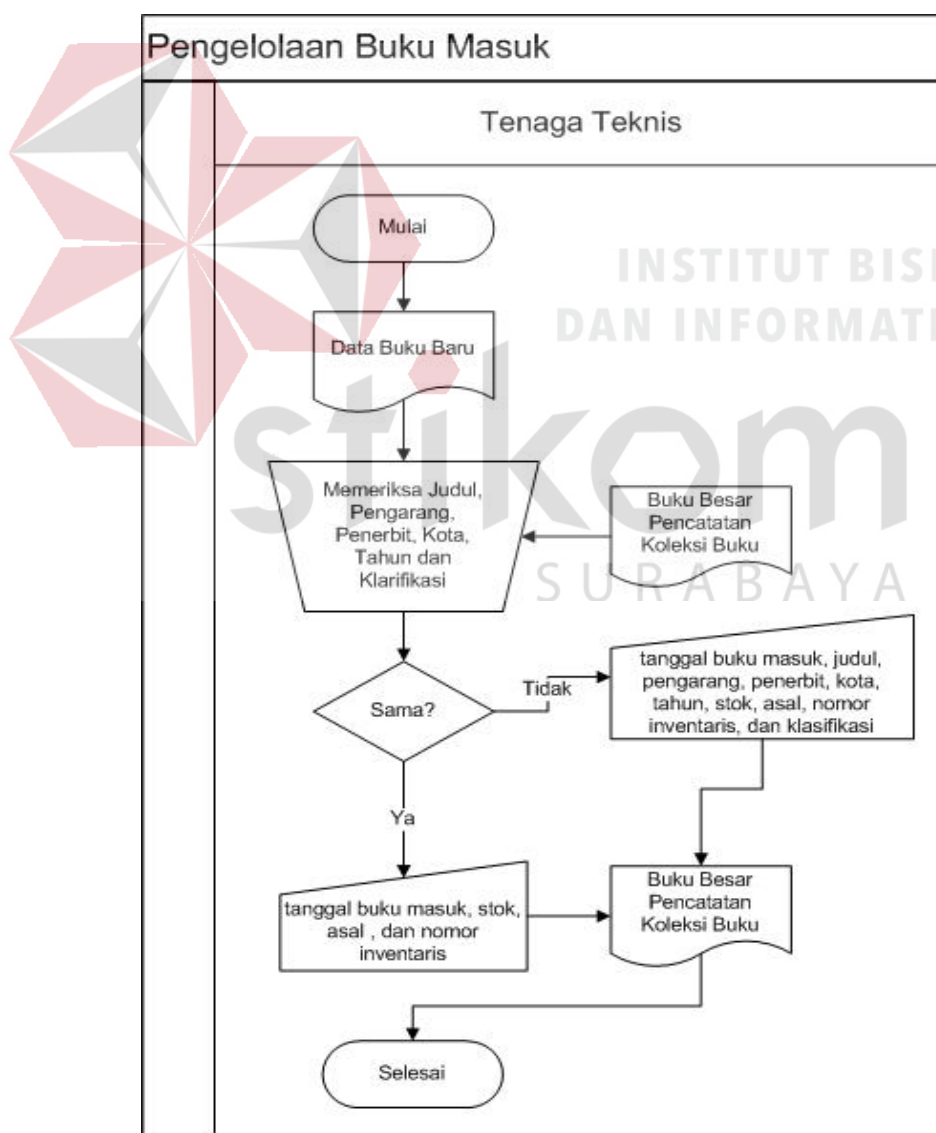 Pengelolaan Buku Masuk
Tenaga Teknis
Mulai
INSTITUT BISI
DAN INFORMATI
Data Buku Baru
stikom
SURABAYA
Memeriksa Judul,
Pengarang,
Penerbit, Kota,
Tahun dan
Klarifikasi
Buku Besar
Pencatatan
Koleksi Buku
Sama?
Tidak
tanggal buku masuk, judul,
pengarang, penerbit, kota,
tahun, stok, asal, nomor
inventaris, dan klasifikasi
Ya
tanggal buku masuk, stok,
asal , dan nomor
inventaris
Buku Besar
Pencatatan
Koleksi Buku
Selesai